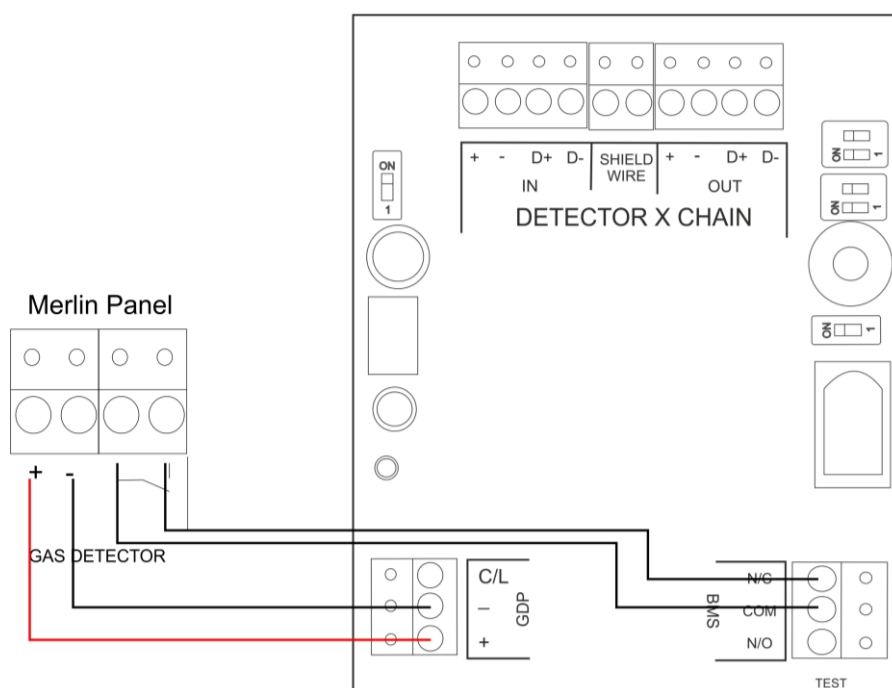 + - D+ D- SHIELD WIRE + - D+ D-
IN OUT
DETECTOR X CHAIN
ON
1
ON 1
ON 1
ON 1
Merlin Panel
+ -
GAS DETECTOR
C/L
–
+
GDP
BMS
N/C
COM
N/O
TEST